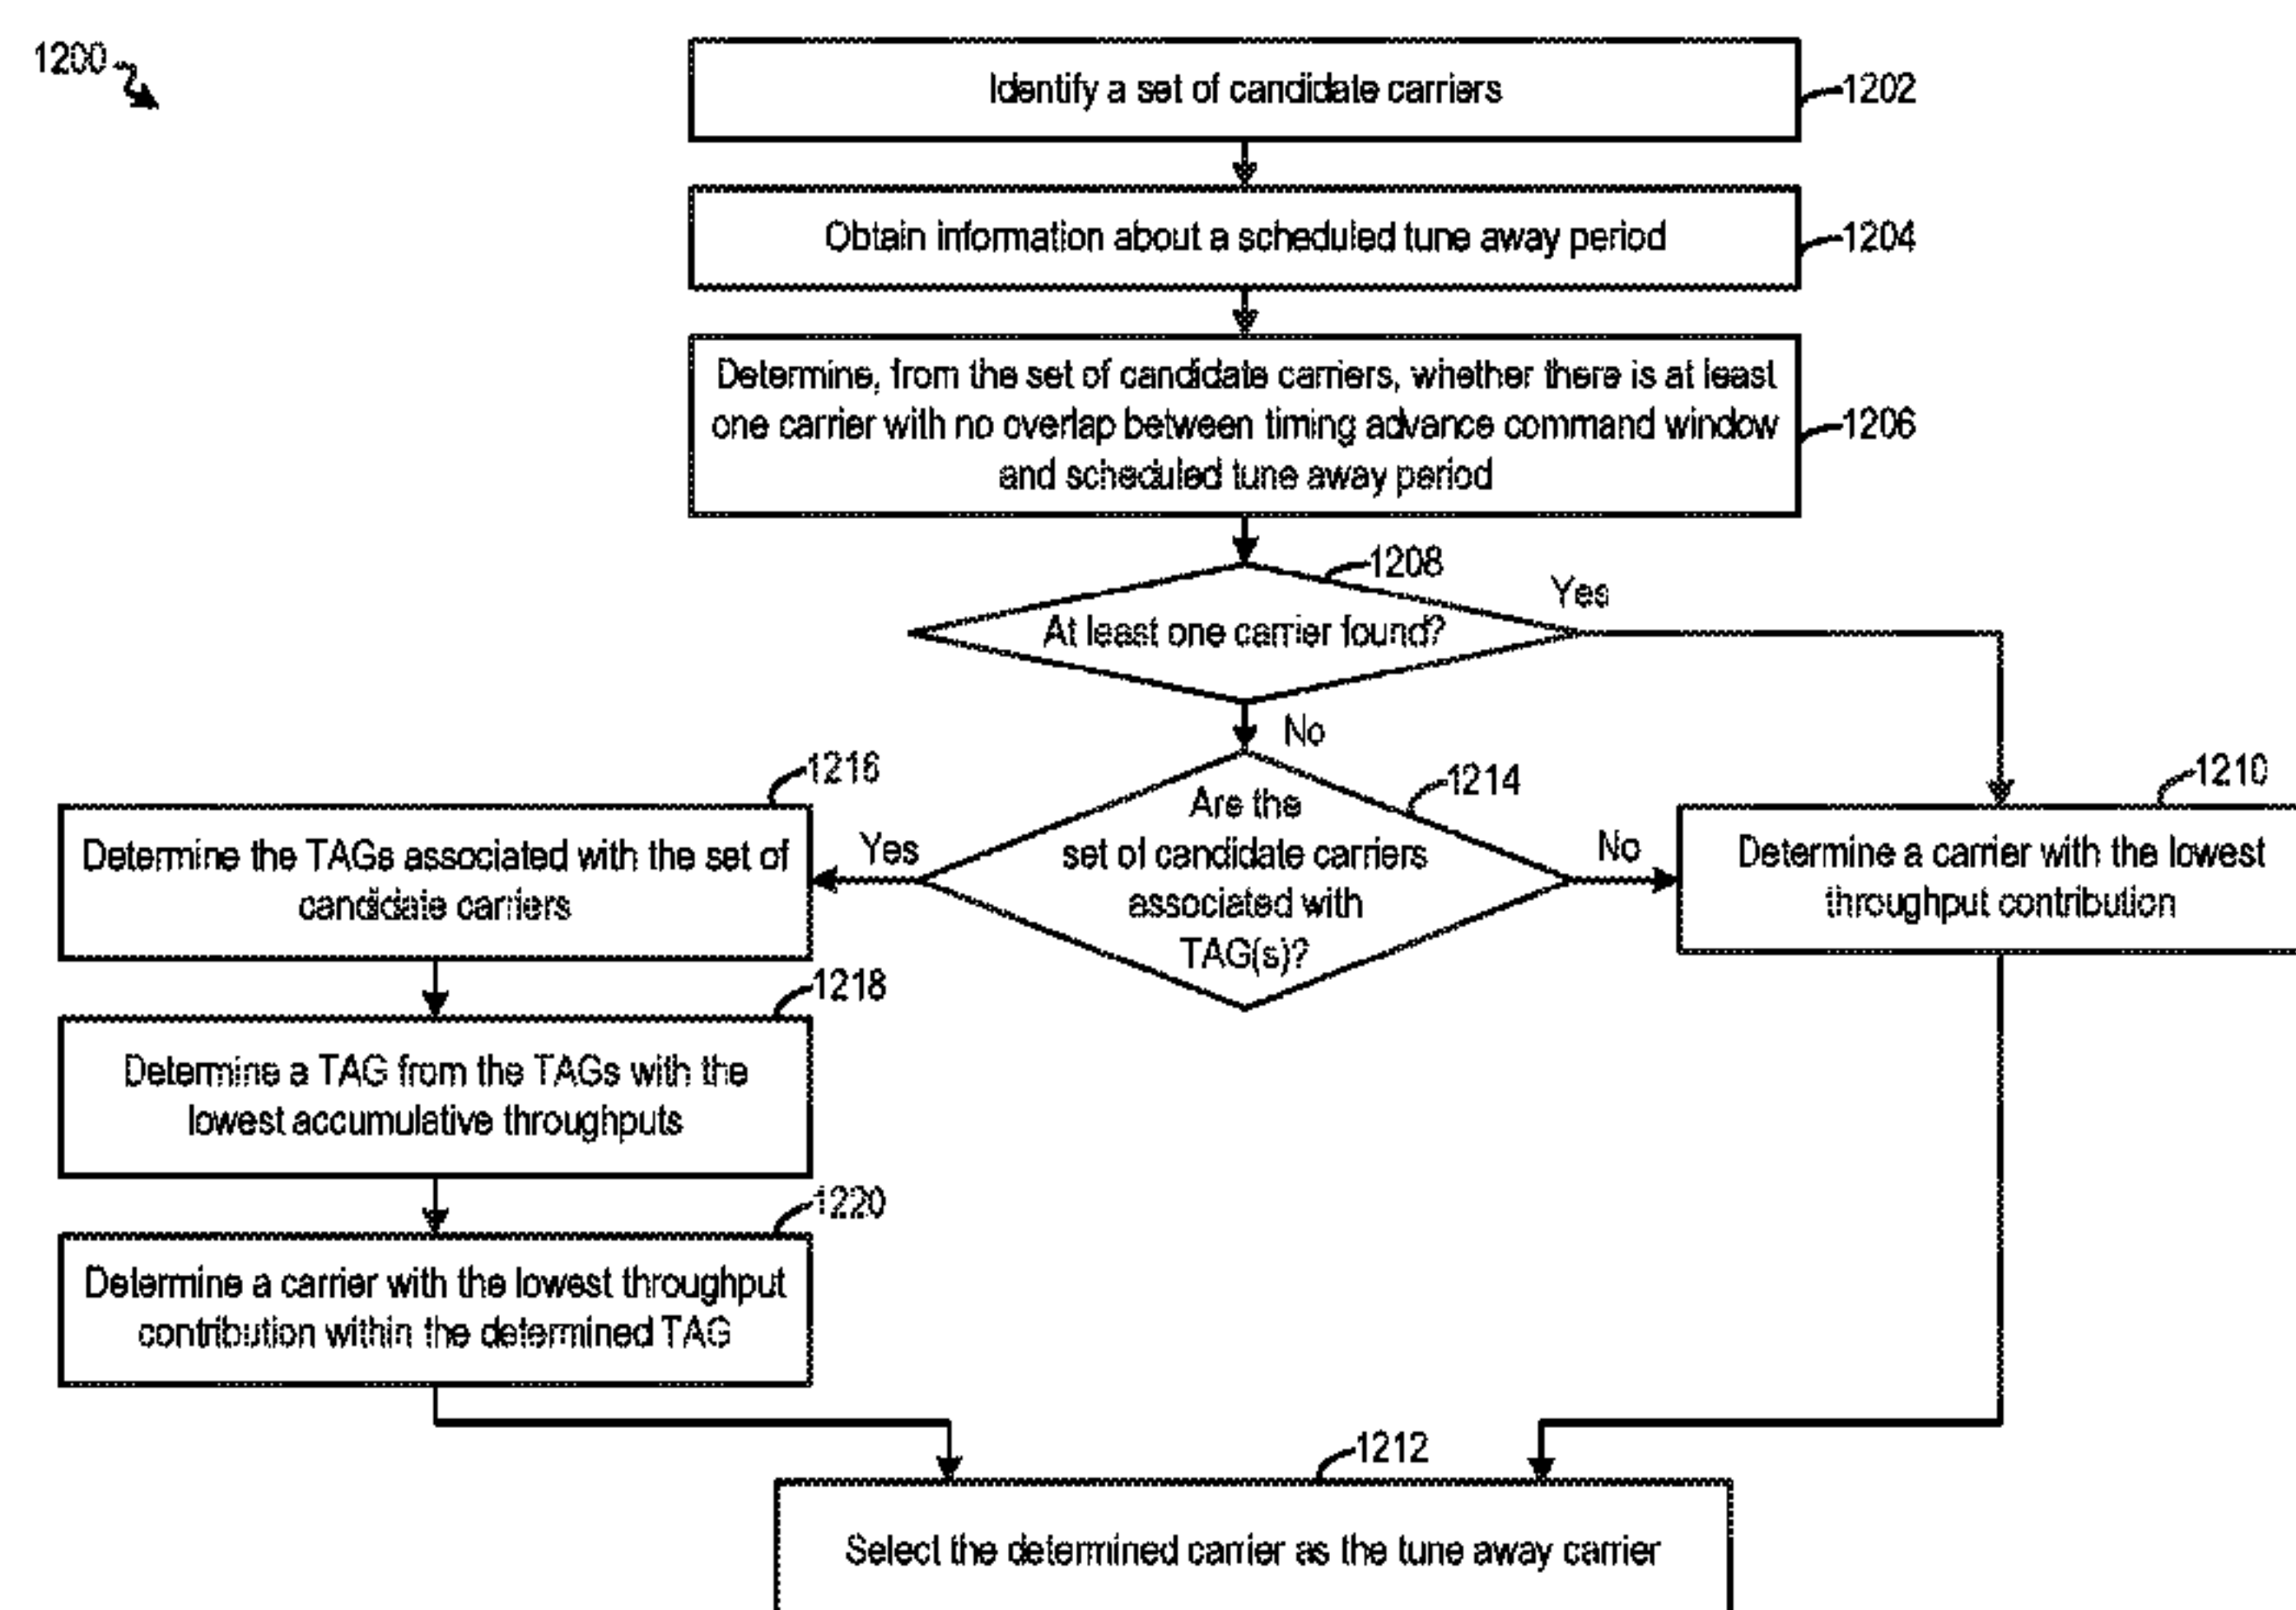 1200
Identify a set of candidate carriers
1202
Obtain information about a scheduled tune away period
1204
Determine, from the set of candidate carriers, whether there is at least
one carrier with no overlap between timing advance command window
and scheduled tune away period
1206
1208
At least one carrier found?
Yes
No
1214
Are the
set of candidate carriers
associated with
TAG(s)?
Yes
No
1216
Determine the TAGs associated with the set of
candidate carriers
1210
Determine a carrier with the lowest
throughput contribution
1218
Determine a TAG from the TAGs with the
lowest accumulative throughputs
1220
Determine a carrier with the lowest throughput
contribution within the determined TAG
1212
Select the determined carrier as the tune away carrier